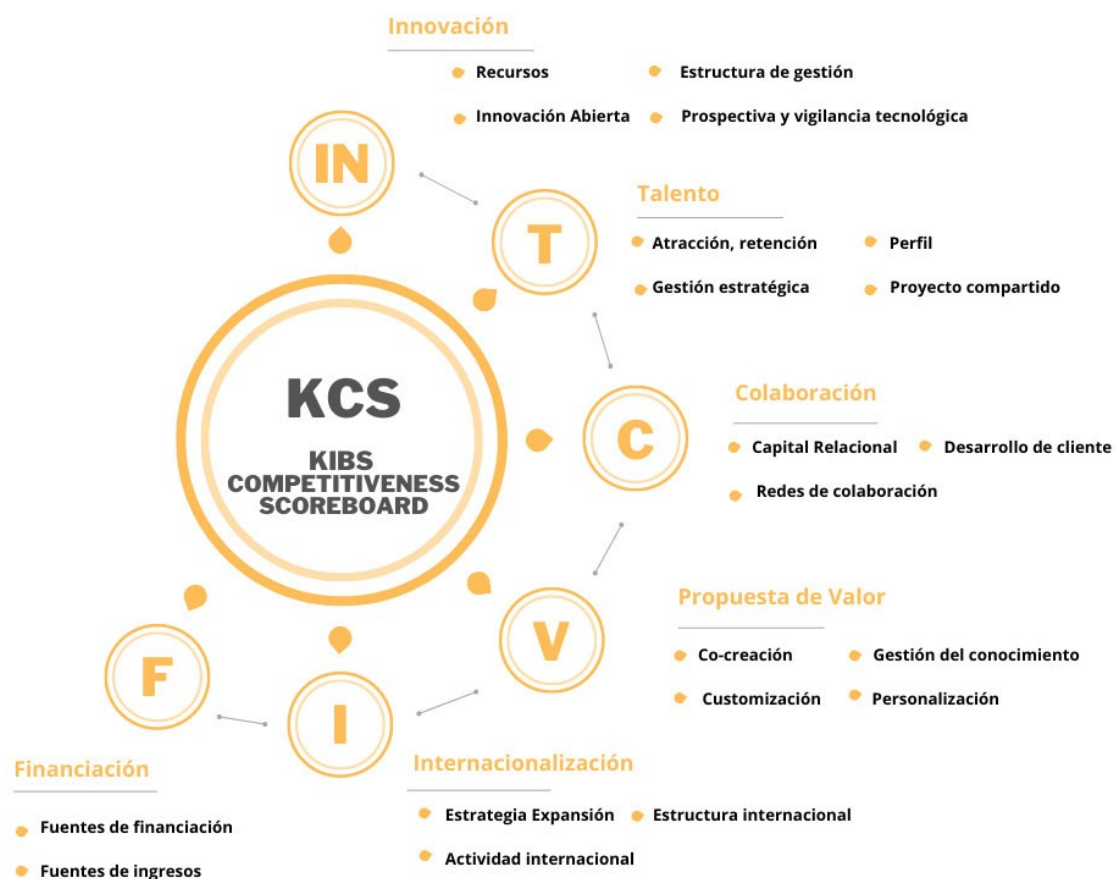 Innovación
Recursos
Estructura de gestión
Innovación Abierta
Prospectiva y vigilancia tecnológica
IN
Talento
T
Atracción, retención
Perfil
Gestión estratégica
Proyecto compartido
KCS
KIBS
COMPETITIVENESS
SCOREBOARD
Colaboración
C
Capital Relacional
Desarrollo de cliente
Redes de colaboración
Propuesta de Valor
V
Co-creación
Gestión del conocimiento
Customización
Personalización
F
I
Financiación
Fuentes de financiación
Fuentes de ingresos
Internacionalización
Estrategia Expansión
Estructura internacional
Actividad internacional